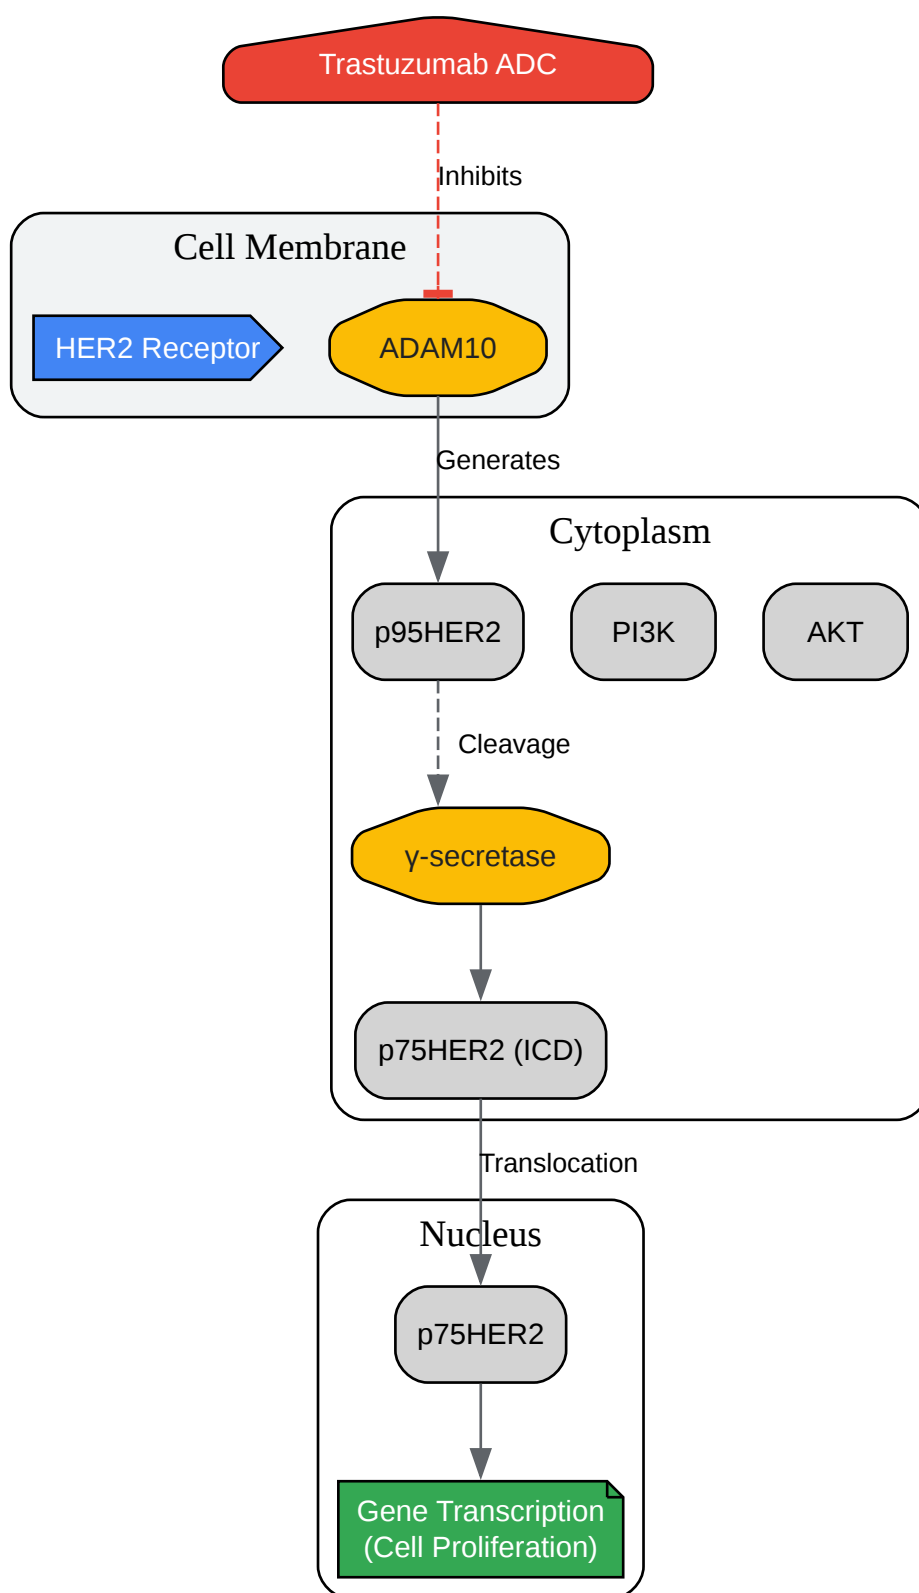 Trastuzumab ADC
Inhibits
Cell Membrane
HER2 Receptor
ADAM10
Generates
Cytoplasm
p95HER2
PI3K
AKT
Cleavage
γ-secretase
p75HER2 (ICD)
Translocation
Nucleus
p75HER2
Gene Transcription
(Cell Proliferation)